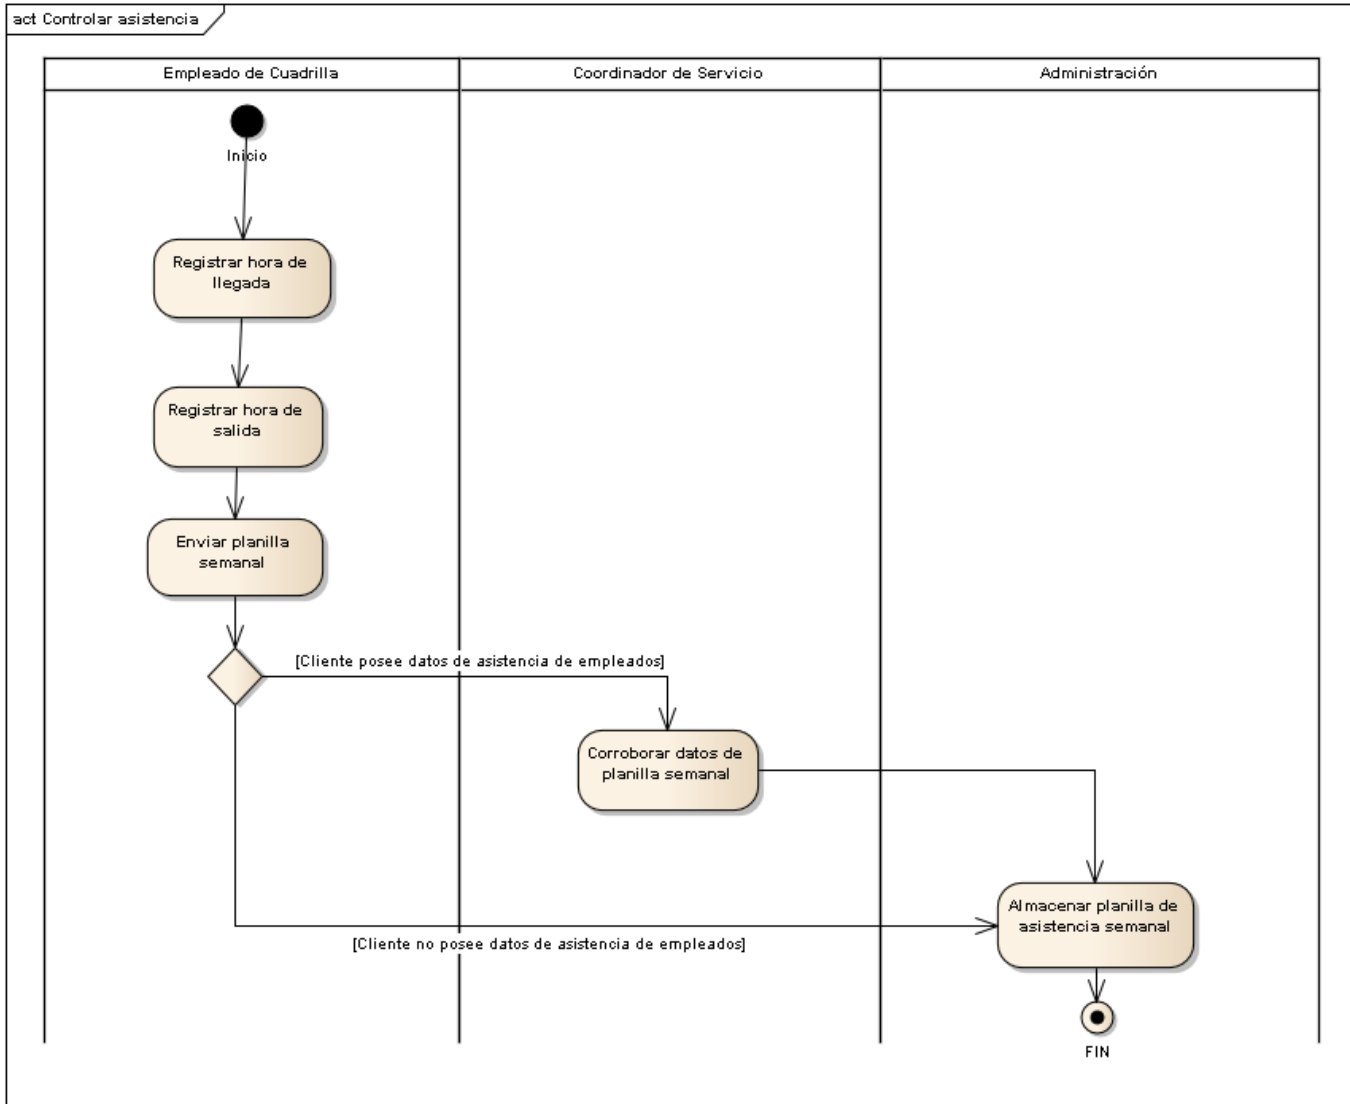 act Controlar asistencia
Empleado de Cuadrilla
Coordinador de Servicio
Administración
Inicio
Registrar hora de
llegada
Registrar hora de
salida
Enviar planilla
semanal
[Cliente posee datos de asistencia de empleados]
Corroborar datos de
planilla semanal
Almacenar planilla de
asistencia semanal
[Cliente no posee datos de asistencia de empleados]
FIN